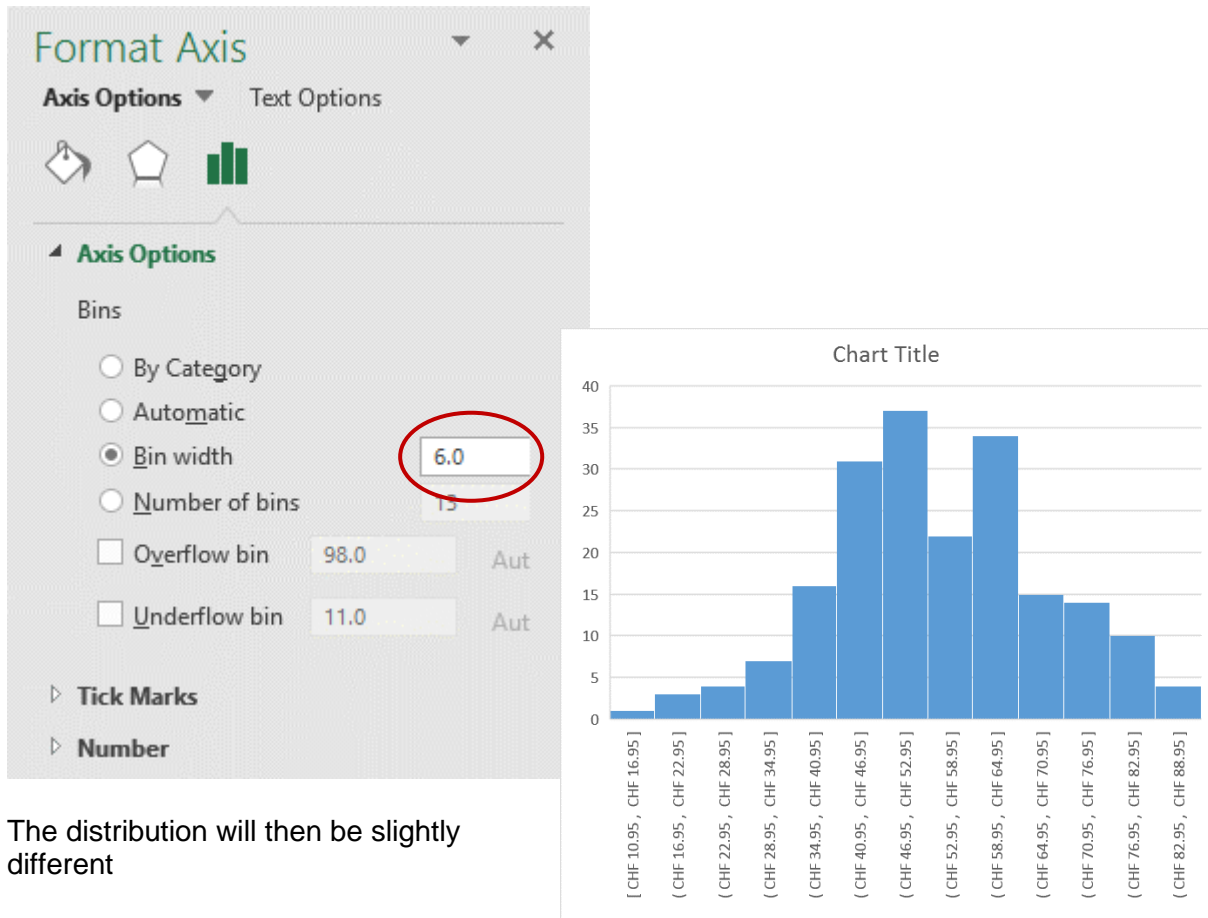 Format Axis
Axis Options Text Options
Axis Options
Bins
By Category
Automatic
Bin width 6.0
Number of bins 13
Overflow bin 98.0 Aut
Underflow bin 11.0 Aut
Tick Marks
Number
The distribution will then be slightly
different
Chart Title
40
35
30
25
20
15
10
5
0
[ CHF 10.95 , CHF 16.95 ]
( CHF 16.95 , CHF 22.95 ]
( CHF 22.95 , CHF 28.95 ]
( CHF 28.95 , CHF 34.95 ]
( CHF 34.95 , CHF 40.95 ]
( CHF 40.95 , CHF 46.95 ]
( CHF 46.95 , CHF 52.95 ]
( CHF 52.95 , CHF 58.95 ]
( CHF 58.95 , CHF 64.95 ]
( CHF 64.95 , CHF 70.95 ]
( CHF 70.95 , CHF 76.95 ]
( CHF 76.95 , CHF 82.95 ]
( CHF 82.95 , CHF 88.95 ]